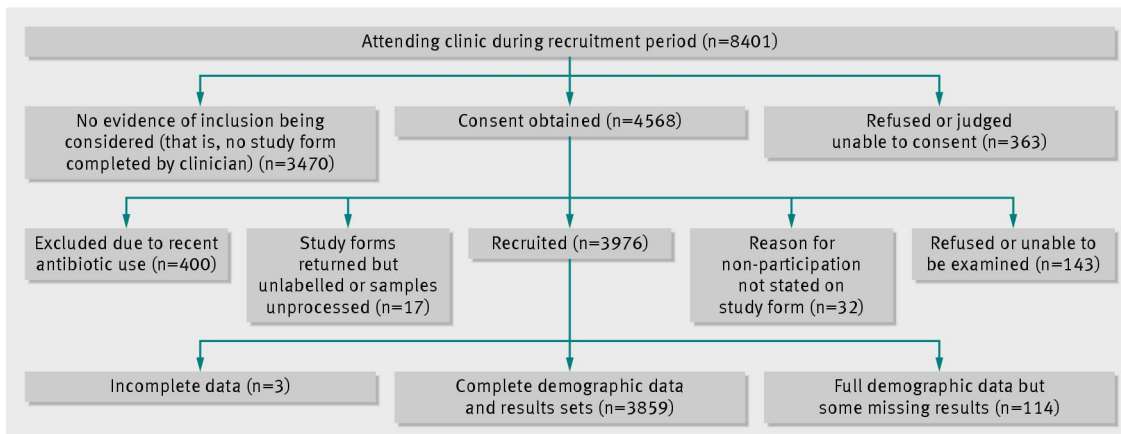 Attending clinic during recruitment period (n=8401)
No evidence of inclusion being
considered (that is, no study form
completed by clinician) (n=3470)
Consent obtained (n=4568)
Refused or judged
unable to consent (n=363)
Excluded due to recent
antibiotic use (n=400)
Study forms
returned but
unlabelled or samples
unprocessed (n=17)
Recruited (n=3976)
Reason for
non-participation
not stated on
study form (n=32)
Refused or unable to
be examined (n=143)
Incomplete data (n=3)
Complete demographic data
and results sets (n=3859)
Full demographic data but
some missing results (n=114)